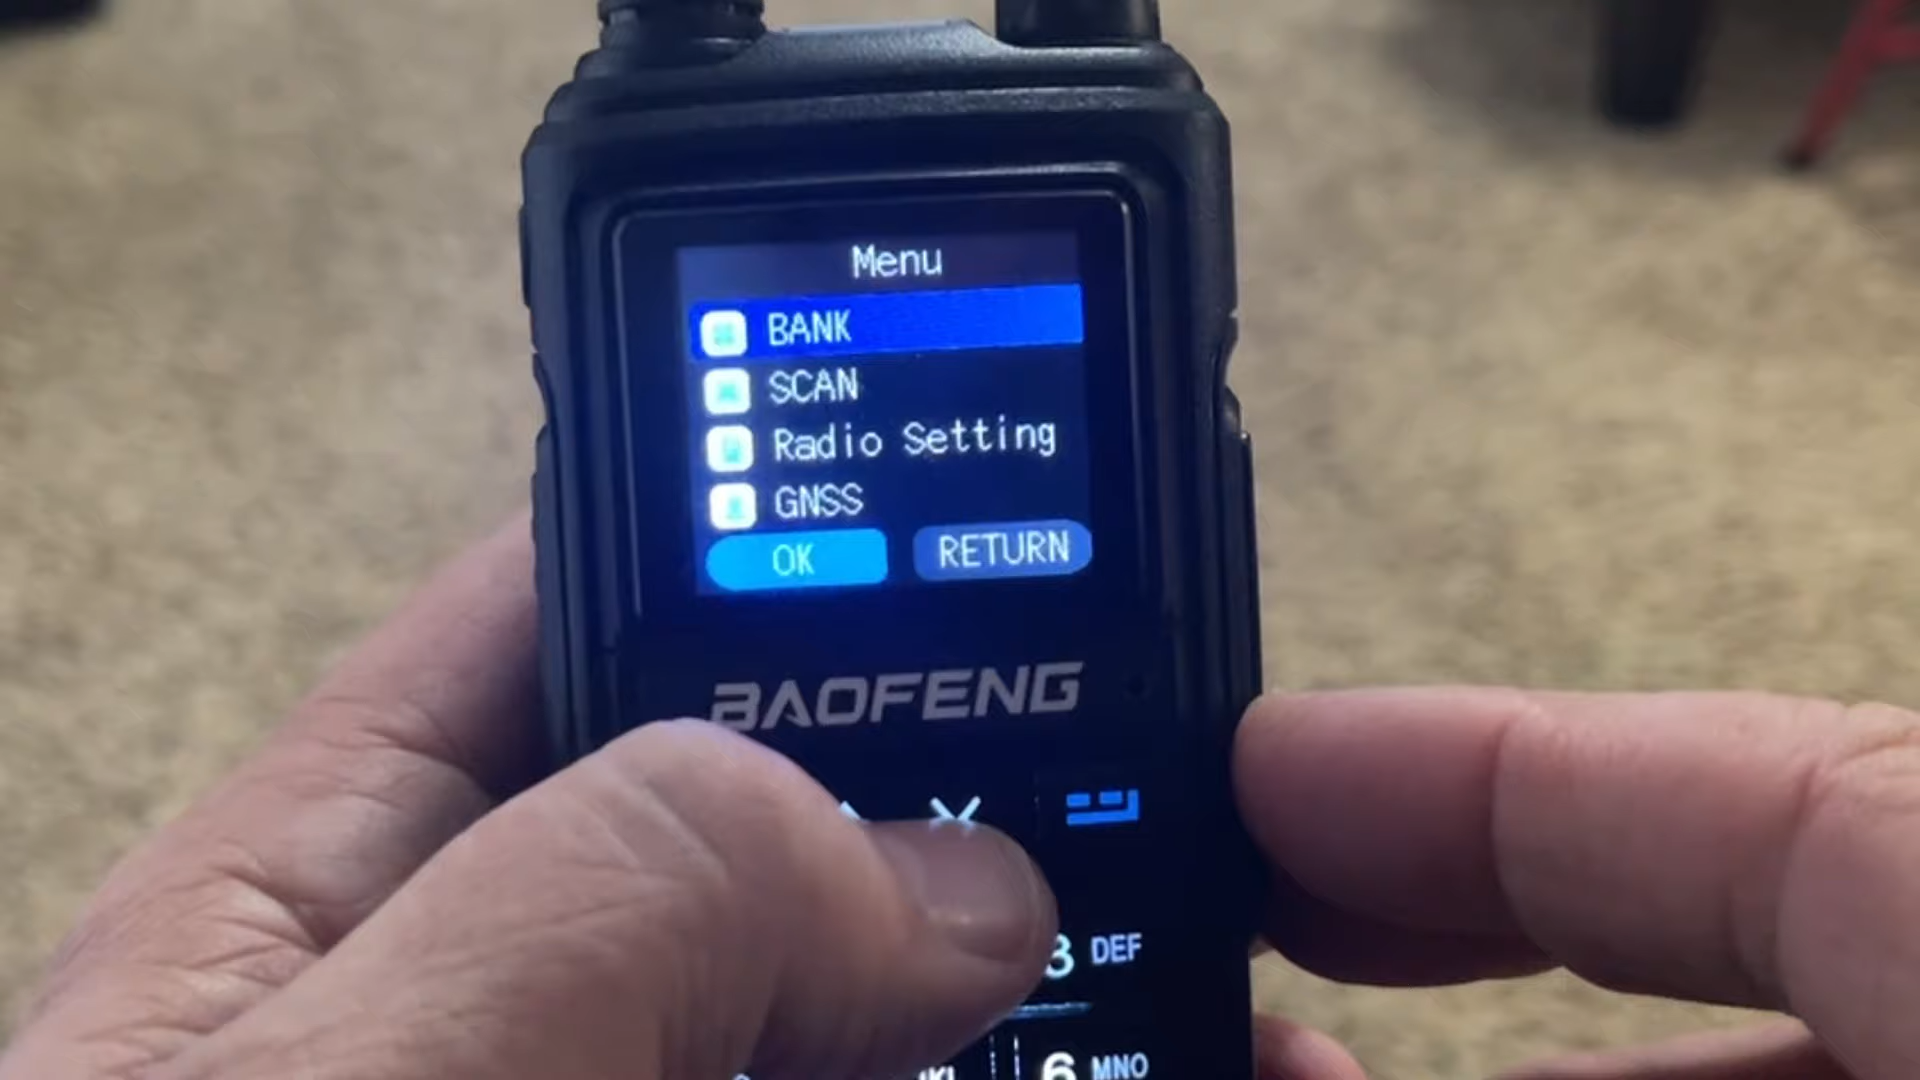 Menu
BANK
SCAN
Radio Setting
GNSS
OK RETURN
BAOFENG
3 DEF
6 MNO